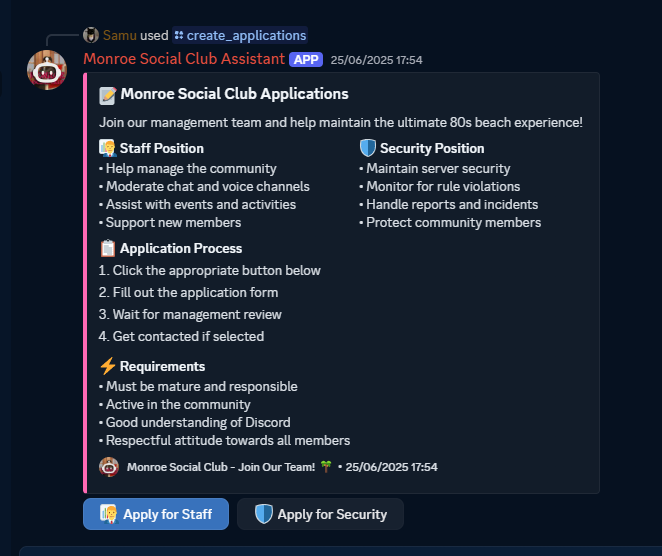 Samu used create_applications
Monroe Social Club Assistant APP 25/06/2025 17:54
Monroe Social Club Applications
Join our management team and help maintain the ultimate 80s beach experience!
Staff Position
• Help manage the community
• Moderate chat and voice channels
• Assist with events and activities
• Support new members
Security Position
• Maintain server security
• Monitor for rule violations
• Handle reports and incidents
• Protect community members
Application Process
1. Click the appropriate button below
2. Fill out the application form
3. Wait for management review
4. Get contacted if selected
Requirements
• Must be mature and responsible
• Active in the community
• Good understanding of Discord
• Respectful attitude towards all members
Monroe Social Club - Join Our Team! 🌴 • 25/06/2025 17:54
Apply for Staff
Apply for Security